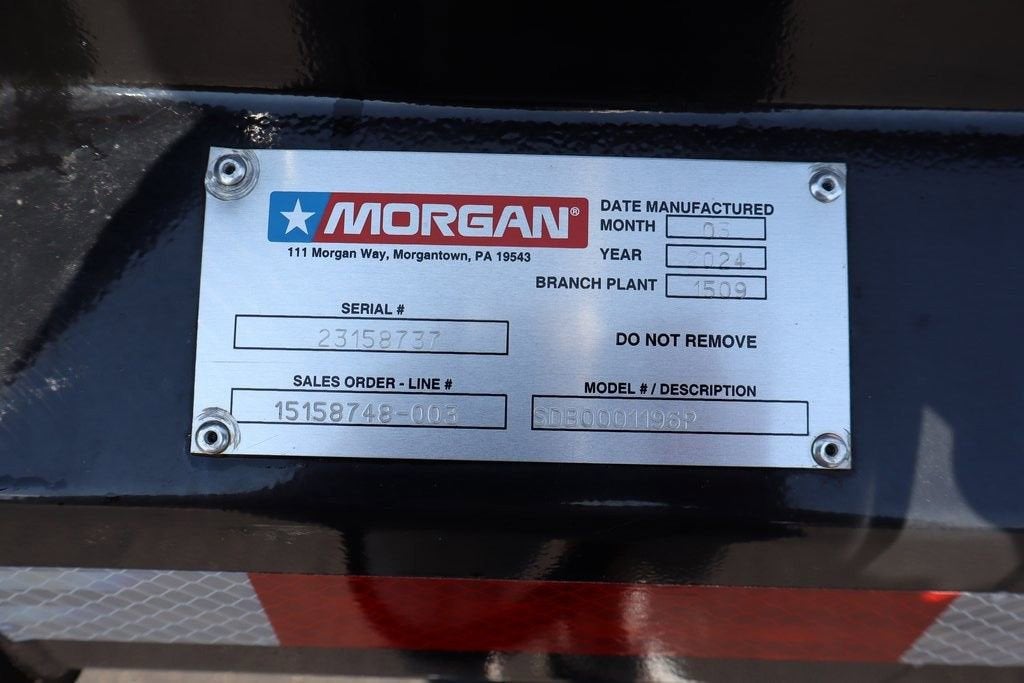 MORGAN®
111 Morgan Way, Morgantown, PA 19543
DATE MANUFACTURED
MONTH 03
YEAR 2024
BRANCH PLANT 1509
SERIAL #
23158737
DO NOT REMOVE
SALES ORDER - LINE #
15158748-003
MODEL # / DESCRIPTION
SDB0001196P